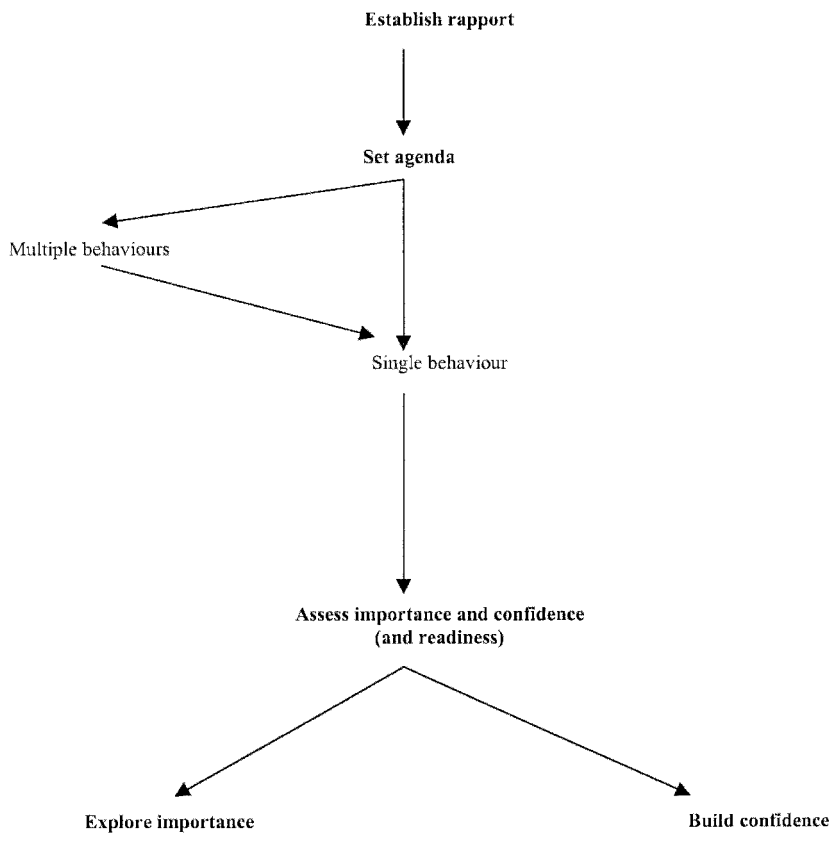 Establish rapport
Set agenda
Multiple behaviours
Single behaviour
Assess importance and confidence
(and readiness)
Explore importance
Build confidence